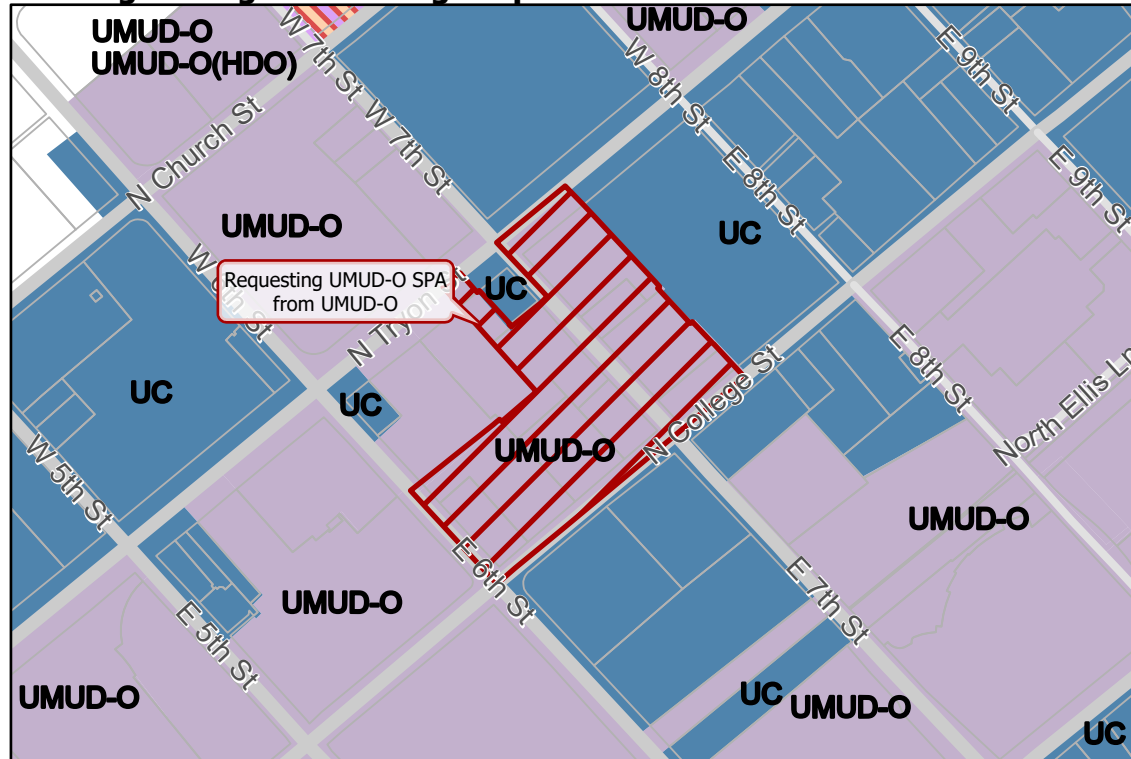 UMUD-O
UMUD-O(HDO)
W 7th St
W 7th St
UMUD-O
W 8th St
E 9th St
E 9th St
N Church St
E 8th St
UMUD-O
UC
Requesting UMUD-O SPA
from UMUD-O
UC
W 6th St
N Tryon St
UC
UC
E 8th St
North Ellis Ln
W 5th St
UMUD-O
N College St
UMUD-O
E 6th St
E 7th St
UMUD-O
E 5th St
UMUD-O
UC
UMUD-O
UC